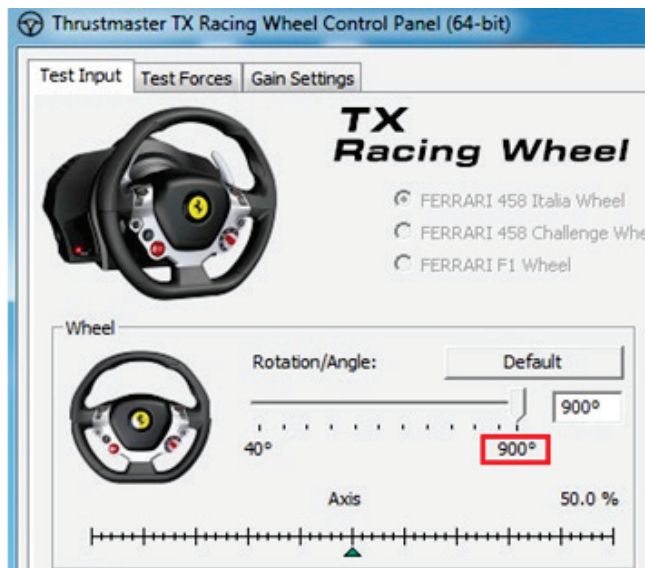 Thrustmaster TX Racing Wheel Control Panel (64-bit)
Test Input Test Forces Gain Settings
TX
Racing Wheel
FERRARI 458 Italia Wheel
FERRARI 458 Challenge Whe
FERRARI F1 Wheel
Wheel
Rotation/Angle: Default
900°
40° 900°
Axis 50.0 %